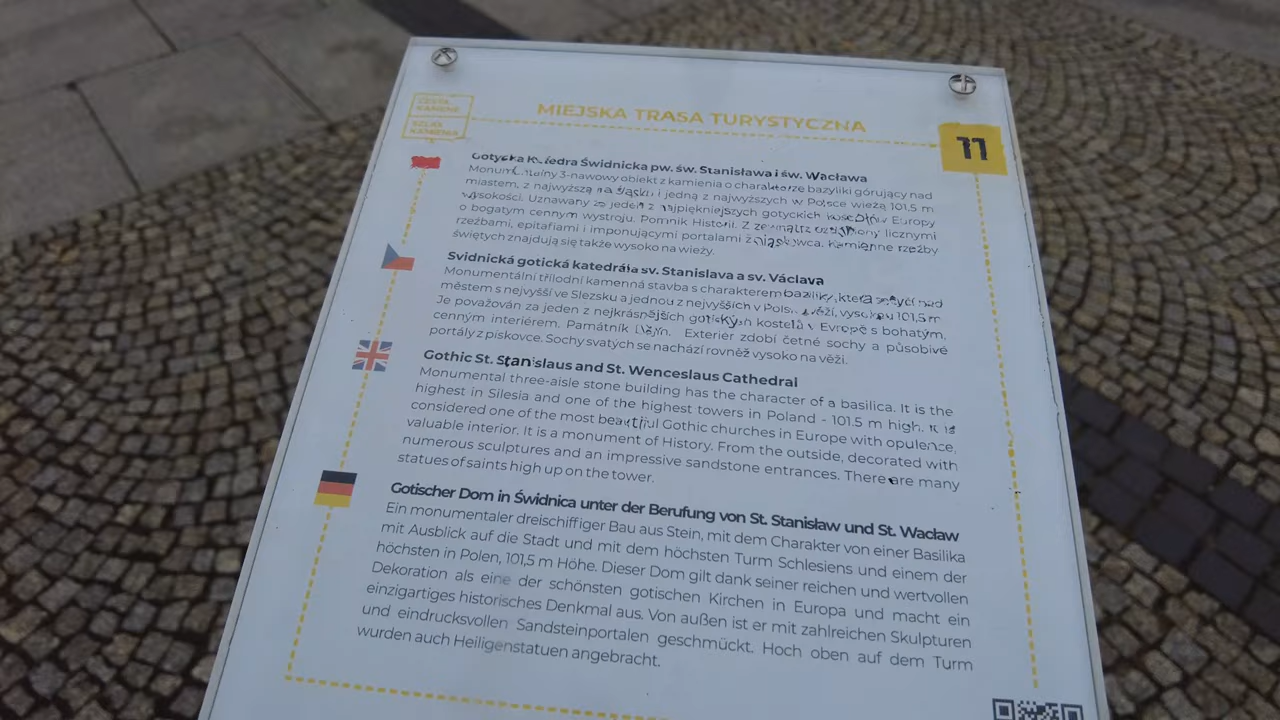 CESTA
KAMENE
SZLAK
KAMIENIA
MIEJSKA TRASA TURYSTYCZNA
11
Gotycka Świdnicka pw. św. Stanisława i św. Wacława
3-nawowy obiekt z kamienia o charakterze bazyliki górujący nad
miastem, z najwyższą na Śląsku i jedną z najwyższych w Polsce wieżą 101,5 m
wysokości. Uznawany za jeden z najpiękniejszych gotyckich kościołów Europy
o bogatym cennym wystroju. Pomnik Historii. Z zewnątrz licznymi
rzeźbami, epitafiami i imponującymi portalami z piaskowca. Kamienne rzeźby
świętych znajdują się także wysoko na wieży.
Svidnická gotická katedrála sv. Stanislava a sv. Václava
Monumentální třílodní kamenná stavba s charakterem baziliky, která nad
městem s nejvyšší ve Slezsku a jednou z nejvyšších v Polsku věží, vysokou 101,5 m.
Je považován za jeden z nejkrásnějších gotických kostelů v Evropě s bohatým,
cenným interiérem. Památník Exteriér zdobí četné sochy a působivé
portály z pískovce. Sochy svatých se nachází rovněž vysoko na věži.
Gothic St. Stanislaus and St. Wenceslaus Cathedral
Monumental three-aisle stone building has the character of a basilica. It is the
highest in Silesia and one of the highest towers in Poland - 101.5 m high. It is
considered one of the most beautiful Gothic churches in Europe with opulence,
valuable interior. It is a monument of History. From the outside, decorated with
numerous sculptures and an impressive sandstone entrances. There are many
statues of saints high up on the tower.
Gotischer Dom in Świdnica unter der Berufung von St. Stanisław und St. Wacław
Ein monumentaler dreischiffiger Bau aus Stein, mit dem Charakter von einer Basilika
mit Ausblick auf die Stadt und mit dem höchsten Turm Schlesiens und einem der
höchsten in Polen, 101,5 m Höhe. Dieser Dom gilt dank seiner reichen und wertvollen
Dekoration als eine der schönsten gotischen Kirchen in Europa und macht ein
einzigartiges historisches Denkmal aus. Von außen ist er mit zahlreichen Skulpturen
und eindrucksvollen Sandsteinportalen geschmückt. Hoch oben auf dem Turm
wurden auch Heiligenstatuen angebracht.